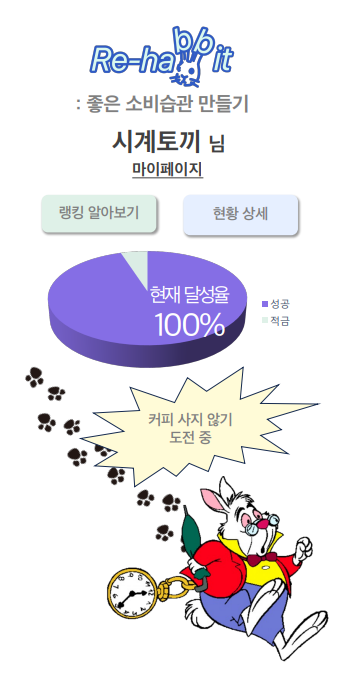 Re-habbit
: 좋은 소비습관 만들기
시계토끼 님
마이페이지
랭킹 알아보기
현황 상세
현재 달성율
100%
성공
적금
커피 사지 않기
도전 중